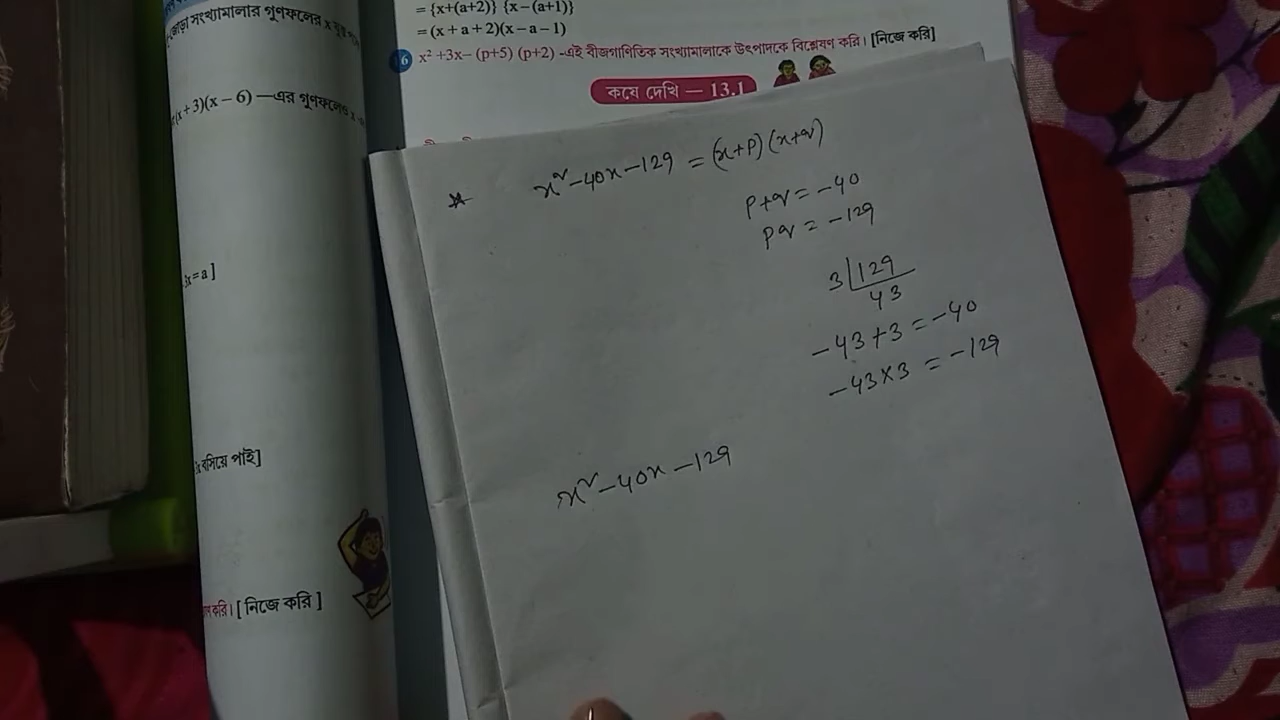 সংখ্যামালার গুণফলের x
(x+3)(x−6)—এর গুণফলের
x=a]
বসিয়ে পাই]
করি। [নিজে করি]
= {x+(a+2)} {x−(a+1)}
= (x+a+2)(x−a−1)
6 x² +3x− (p+5) (p+2) -এই বীজগাণিতিক সংখ্যামালাকে উৎপাদকে বিশ্লেষণ করি। [নিজে করি]
কষে দেখি — 13.1
x² −40x −129 = (x+p)(x+q)
p+q = −40
pq = −129
3 129
43
−43+3 = −40
−43×3 = −129
x² −40x −129